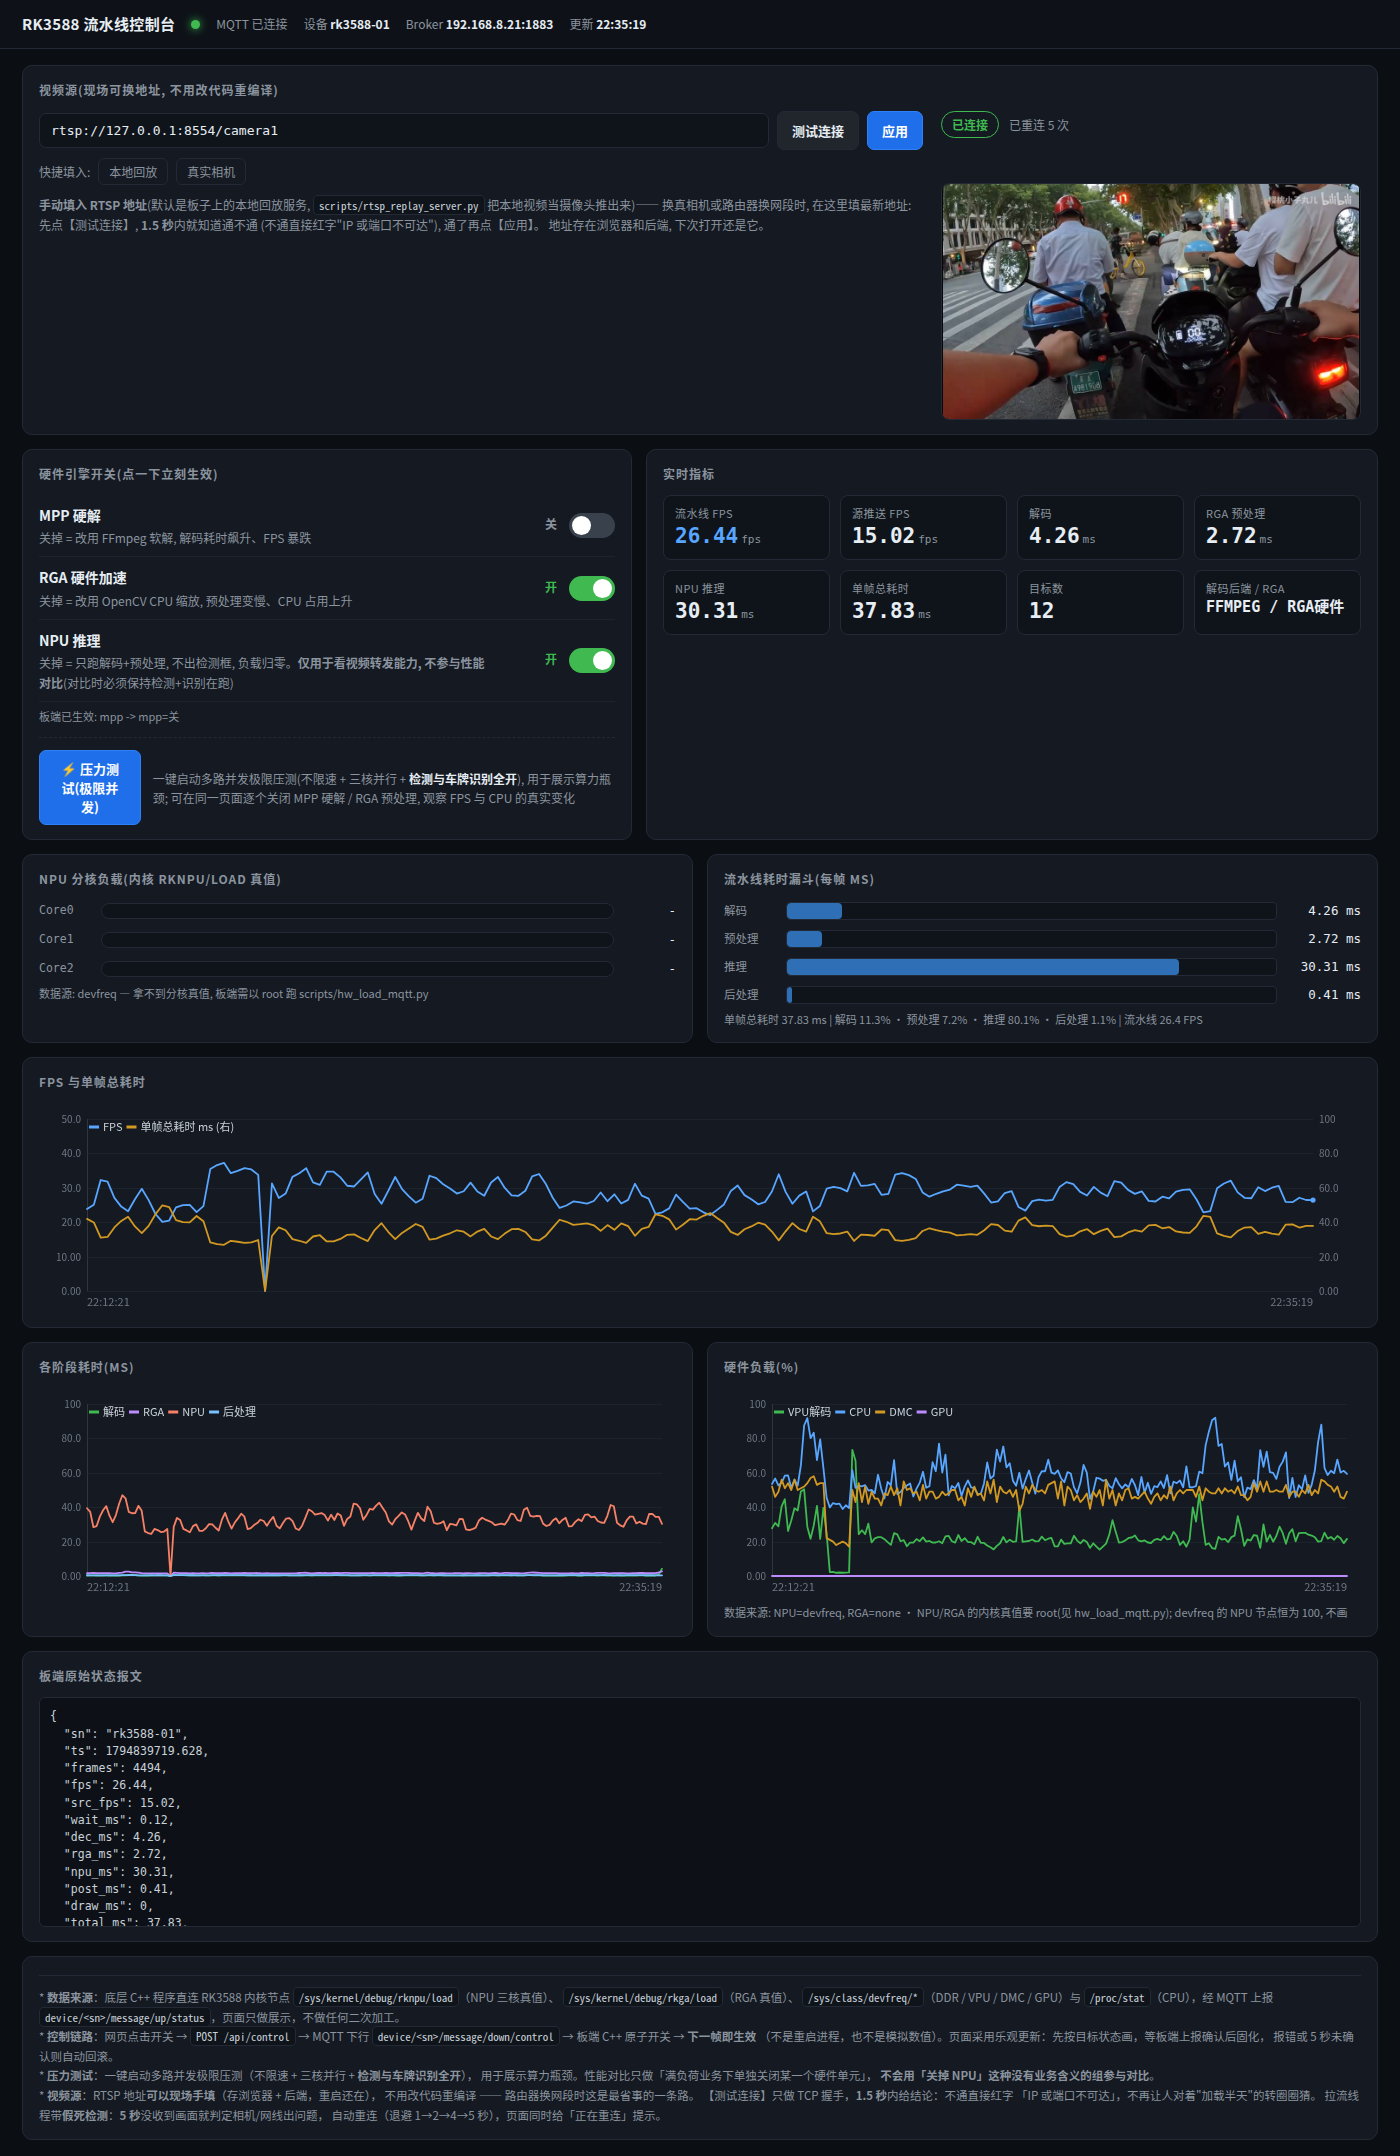 RK3588 流水线控制台 MQTT 已连接 设备 rk3588-01 Broker 192.168.8.21:1883 更新 22:35:19
视频源(现场可换地址, 不用改代码重编译)
rtsp://127.0.0.1:8554/camera1 测试连接 应用 已连接 已重连 5 次
快捷填入: 本地回放 真实相机
手动填入 RTSP 地址(默认是板子上的本地回放服务, scripts/rtsp_replay_server.py 把本地视频当摄像头推出来)—— 换真相机或路由器换网段时, 在这里填最新地址:
先点【测试连接】, 1.5 秒内就知道通不通 (不通直接红字"IP 或端口不可达"), 通了再点【应用】。 地址存在浏览器和后端, 下次打开还是它。
bilibili
硬件引擎开关(点一下立刻生效)
MPP 硬解
关掉 = 改用 FFmpeg 软解, 解码耗时飙升、FPS 暴跌
关
RGA 硬件加速
关掉 = 改用 OpenCV CPU 缩放, 预处理变慢、CPU 占用上升
开
NPU 推理
关掉 = 只跑解码+预处理, 不出检测框, 负载归零。仅用于看视频转发能力, 不参与性能
对比(对比时必须保持检测+识别在跑)
开
板端已生效: mpp -> mpp=关
⚡ 压力测
试(极限并
发)
一键启动多路并发极限压测(不限速 + 三核并行 + 检测与车牌识别全开), 用于展示算力瓶
颈; 可在同一页面逐个关闭 MPP 硬解 / RGA 预处理, 观察 FPS 与 CPU 的真实变化
实时指标
流水线 FPS
26.44 fps
源推送 FPS
15.02 fps
解码
4.26 ms
RGA 预处理
2.72 ms
NPU 推理
30.31 ms
单帧总耗时
37.83 ms
目标数
12
解码后端 / RGA
FFMPEG / RGA硬件
NPU 分核负载(内核 RKNPU/LOAD 真值)
Core0 -
Core1 -
Core2 -
数据源: devfreq — 拿不到分核真值, 板端需以 root 跑 scripts/hw_load_mqtt.py
流水线耗时漏斗(每帧 MS)
解码 4.26 ms
预处理 2.72 ms
推理 30.31 ms
后处理 0.41 ms
单帧总耗时 37.83 ms | 解码 11.3% · 预处理 7.2% · 推理 80.1% · 后处理 1.1% | 流水线 26.4 FPS
FPS 与单帧总耗时
FPS 单帧总耗时 ms (右)
50.0 100
40.0 80.0
30.0 60.0
20.0 40.0
10.00 20.0
0.00 0.00
22:12:21 22:35:19
各阶段耗时(MS)
解码 RGA NPU 后处理
100
80.0
60.0
40.0
20.0
0.00
22:12:21 22:35:19
硬件负载(%)
VPU解码 CPU DMC GPU
100
80.0
60.0
40.0
20.0
0.00
22:12:21 22:35:19
数据来源: NPU=devfreq, RGA=none · NPU/RGA 的内核真值要 root(见 hw_load_mqtt.py); devfreq 的 NPU 节点恒为 100, 不画
板端原始状态报文
{
"sn": "rk3588-01",
"ts": 1794839719.628,
"frames": 4494,
"fps": 26.44,
"src_fps": 15.02,
"wait_ms": 0.12,
"dec_ms": 4.26,
"rga_ms": 2.72,
"npu_ms": 30.31,
"post_ms": 0.41,
"draw_ms": 0,
"total_ms": 37.83,
* 数据来源：底层 C++ 程序直连 RK3588 内核节点 /sys/kernel/debug/rknpu/load（NPU 三核真值）、 /sys/kernel/debug/rkga/load（RGA 真值）、 /sys/class/devfreq/*（DDR / VPU / DMC / GPU）与 /proc/stat（CPU），经 MQTT 上报
device/<sn>/message/up/status，页面只做展示，不做任何二次加工。
* 控制链路：网页点击开关 → POST /api/control → MQTT 下行 device/<sn>/message/down/control → 板端 C++ 原子开关 → 下一帧即生效 （不是重启进程，也不是模拟数值）。页面采用乐观更新：先按目标状态画，等板端上报确认后固化， 报错或 5 秒未确
认则自动回滚。
* 压力测试：一键启动多路并发极限压测（不限速 + 三核并行 + 检测与车牌识别全开）， 用于展示算力瓶颈。性能对比只做「满负荷业务下单独关闭某一个硬件单元」， 不会用「关掉 NPU」这种没有业务含义的组参与对比。
* 视频源：RTSP 地址可以现场手填（存在浏览器 + 后端，重启还在）， 不用改代码重编译 —— 路由器换网段时这是最省事的一条路。 【测试连接】只做 TCP 握手，1.5 秒内给结论：不通直接红字 「IP 或端口不可达」，不再让人对着"加载半天"的转圈圈猜。 拉流线
程带假死检测：5 秒没收到画面就判定相机/网线出问题， 自动重连（退避 1→2→4→5 秒），页面同时给「正在重连」提示。